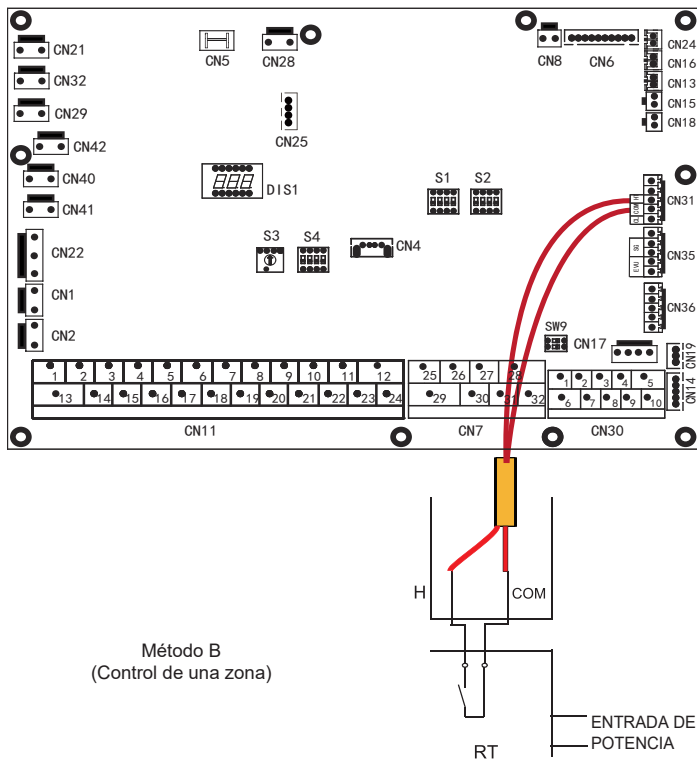 CN21
CN32
CN29
CN42
CN40
CN41
CN22
CN1
CN2
CN5
CN28
CN25
DIS1
S3
S4
CN4
S1
S2
CN8
CN6
CN24
CN16
CN13
CN15
CN18
H
COM
CL
CN31
SG
EVU
CN35
CN36
SW9
CN17
CN19
CN14
1 2 3 4 5 6 7 8 9 10 11 12
13 14 15 16 17 18 19 20 21 22 23 24
CN11
25 26 27 28
29 30 31 32
CN7
1 2 3 4 5
6 7 8 9 10
CN30
H
COM
Método B
(Control de una zona)
RT
ENTRADA DE
POTENCIA